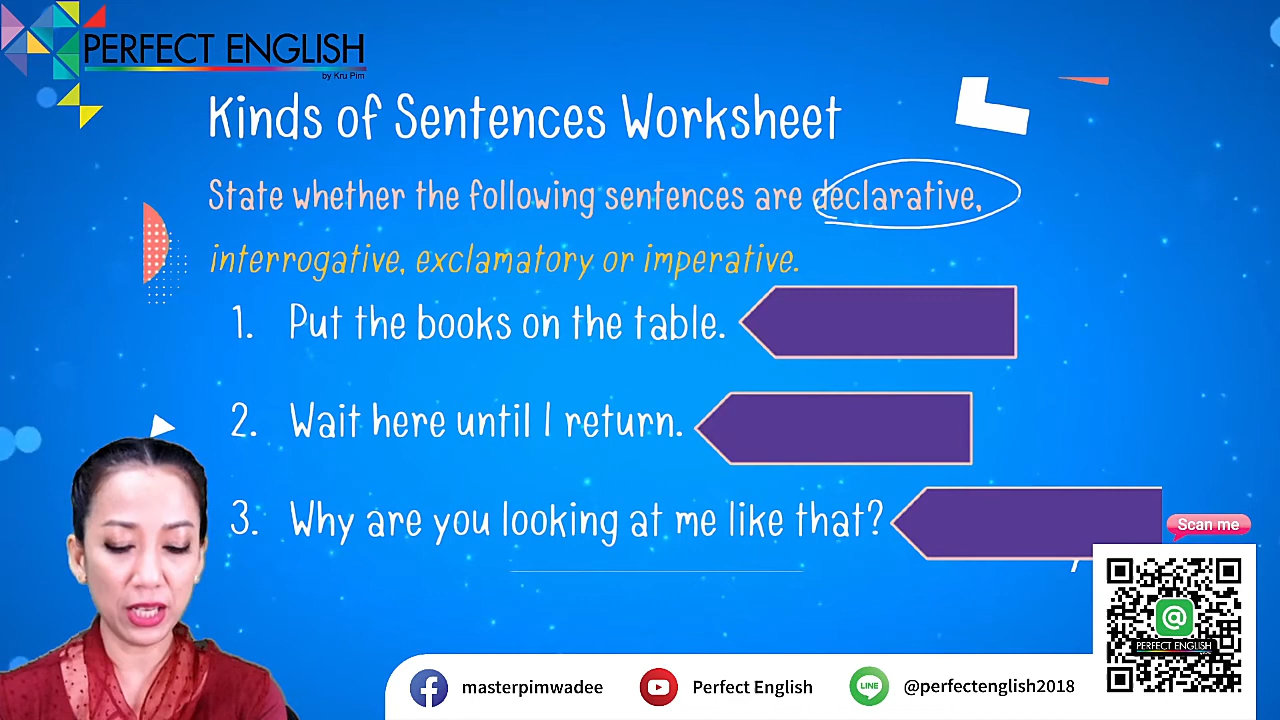 PERFECT ENGLISH
by Kru Pim
Kinds of Sentences Worksheet
State whether the following sentences are declarative,
interrogative, exclamatory or imperative.
1. Put the books on the table.
2. Wait here until I return.
3. Why are you looking at me like that?
Scan me
@
PERFECT ENGLISH
masterpimwadee
Perfect English
LINE
@perfectenglish2018